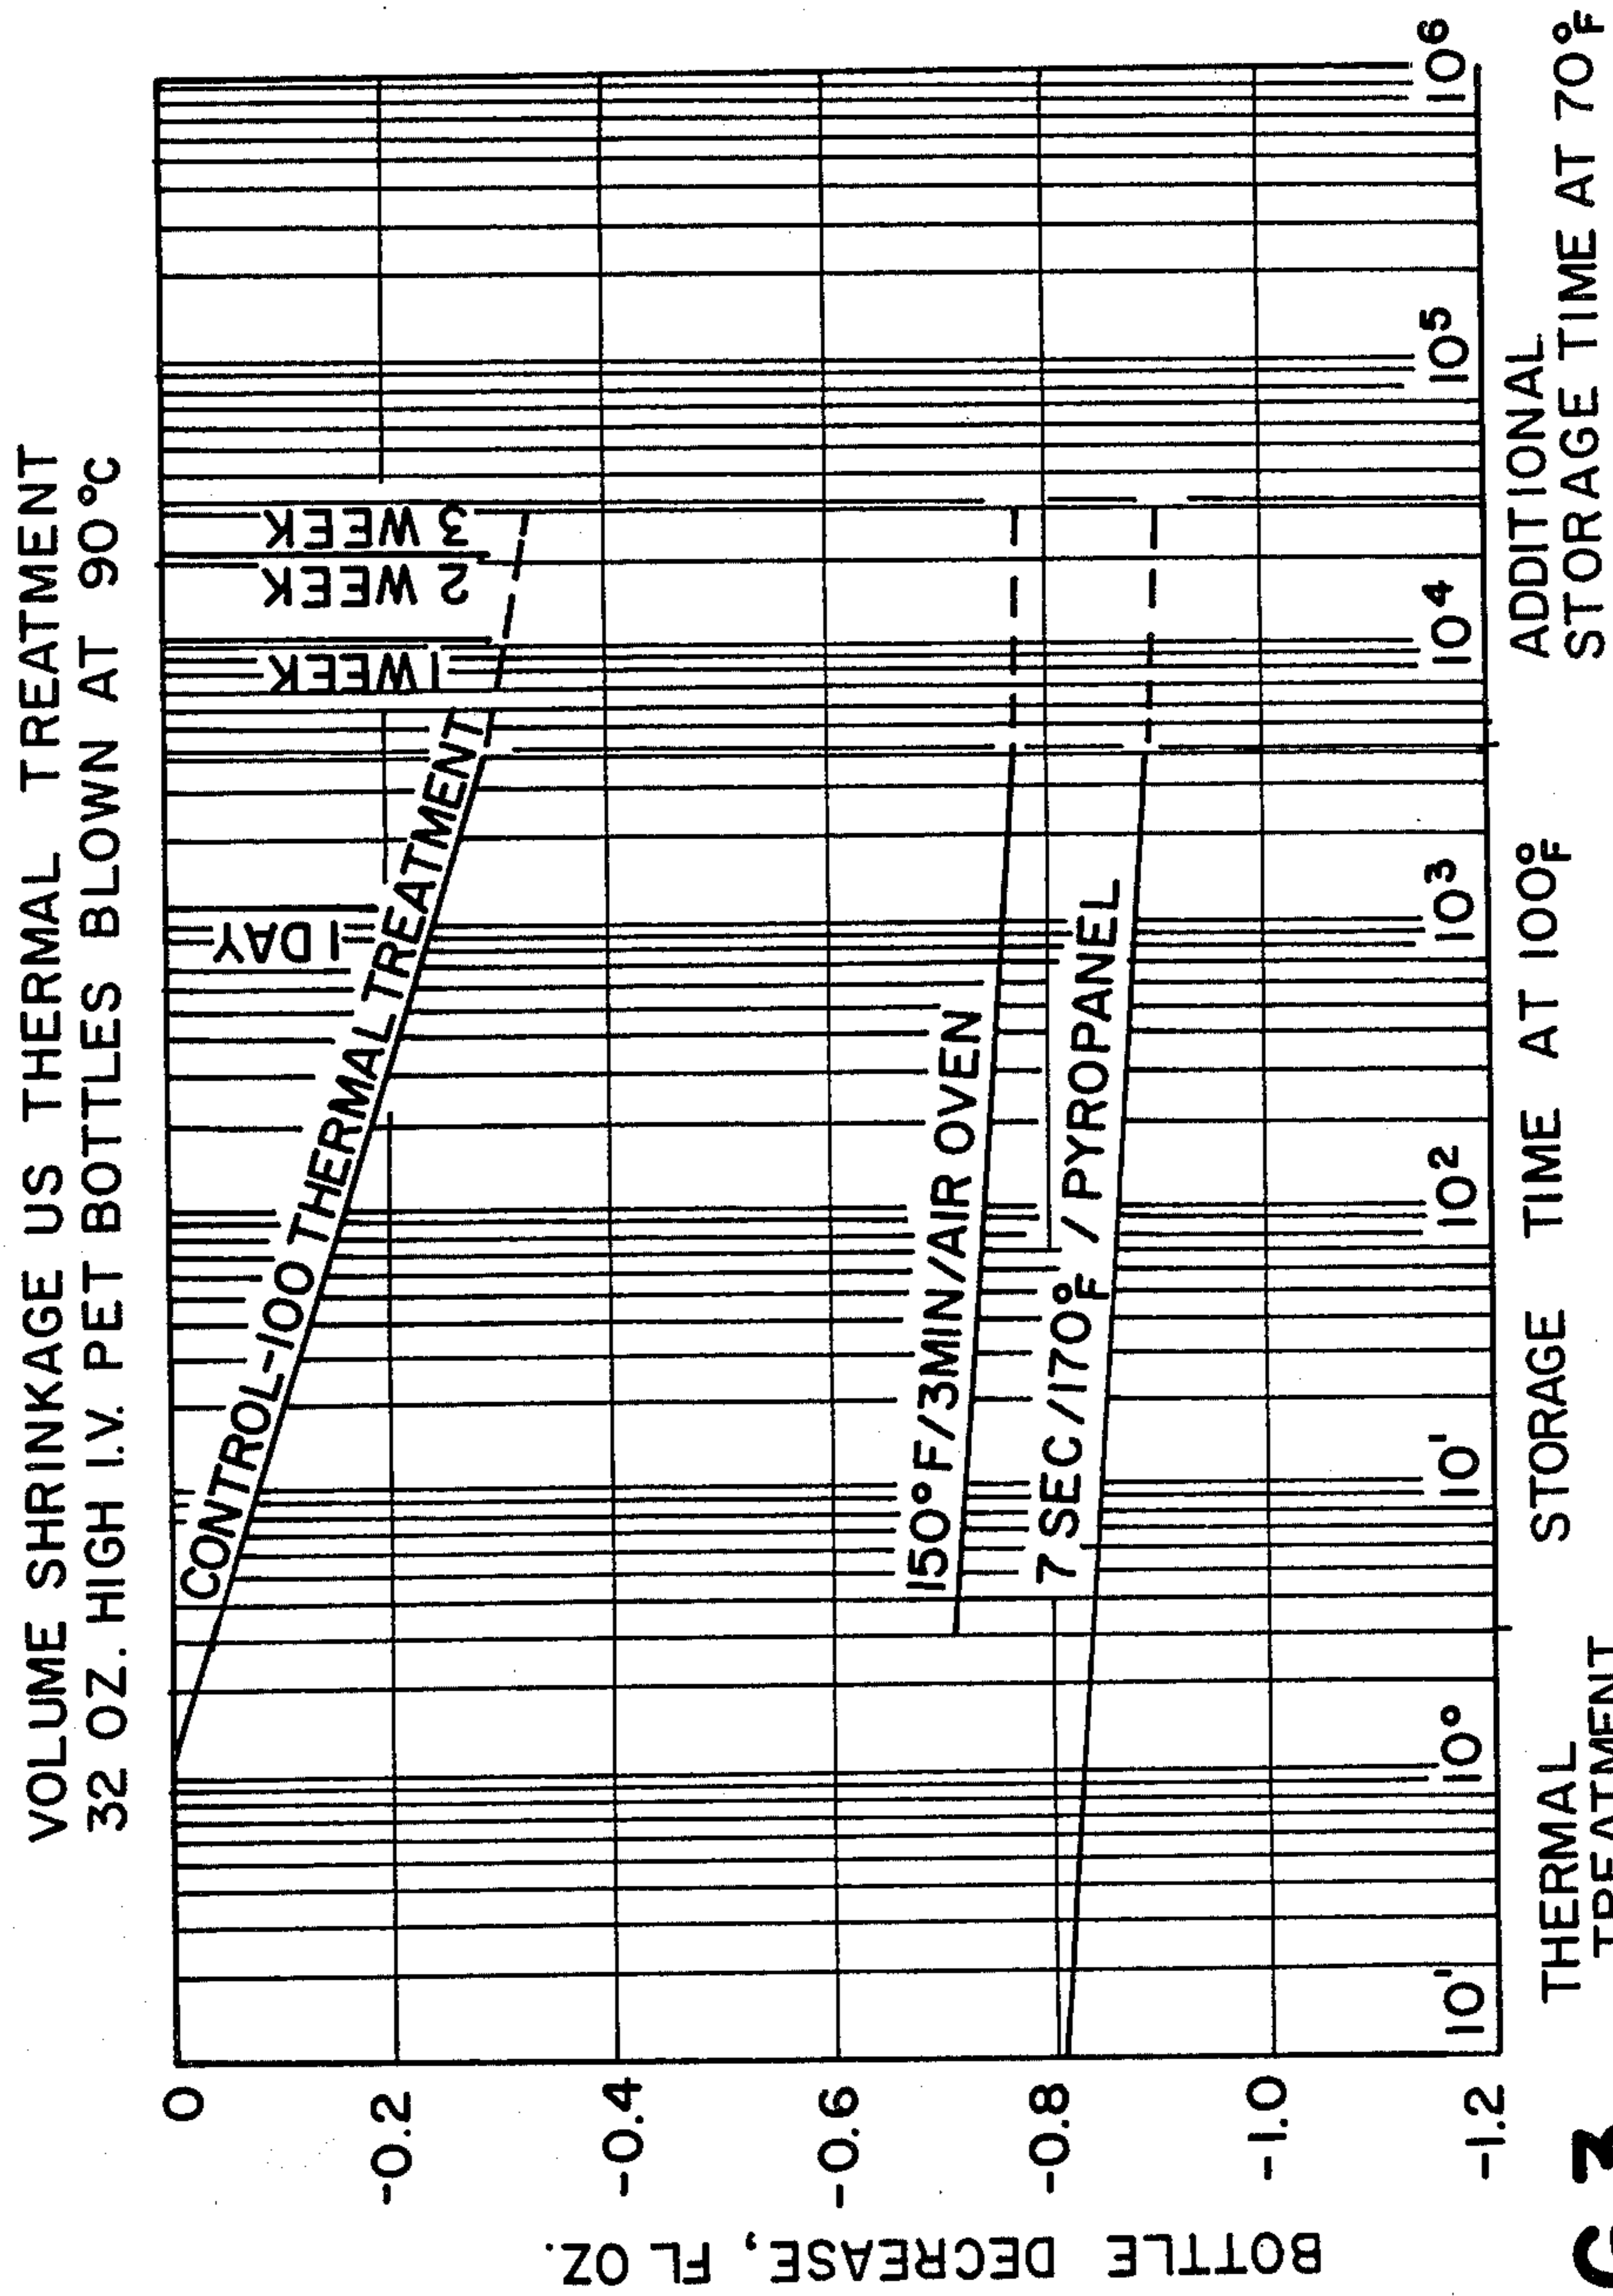 VOLUME SHRINKAGE US THERMAL TREATMENT
32 OZ. HIGH I.V. PET BOTTLES BLOWN AT 90°C
BOTTLE DECREASE, FL OZ.
0
-0.2
-0.4
-0.6
-0.8
-1.0
-1.2
CONTROL-100 THERMAL TREATMENT
1 DAY
1 WEEK
2 WEEK
3 WEEK
150°F/3MIN/AIR OVEN
7 SEC/170°F/PYROPANEL
10' 10° 10' 10² 10³ 10⁴ 10⁵ 10⁶
THERMAL
TREATMENT
STORAGE TIME AT 100°F
ADDITIONAL
STORAGE TIME AT 70°F
G 3